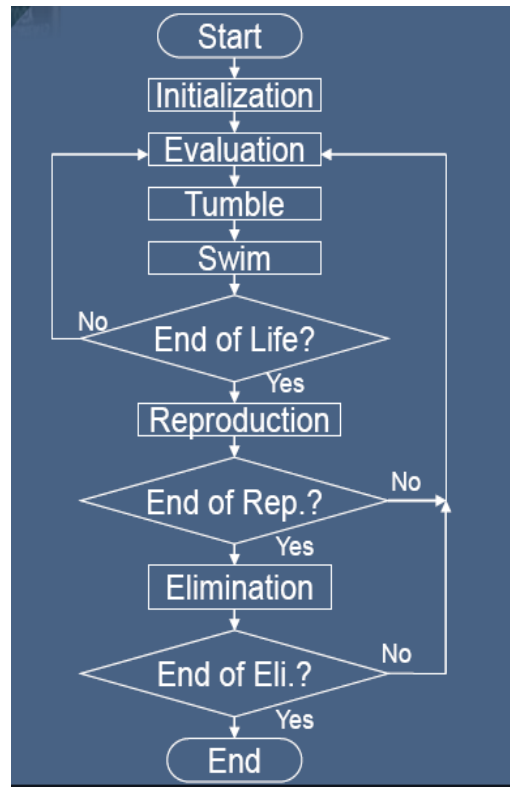 Start
Initialization
Evaluation
Tumble
Swim
No
End of Life?
Yes
Reproduction
No
End of Rep.?
Yes
Elimination
No
End of Eli.?
Yes
End